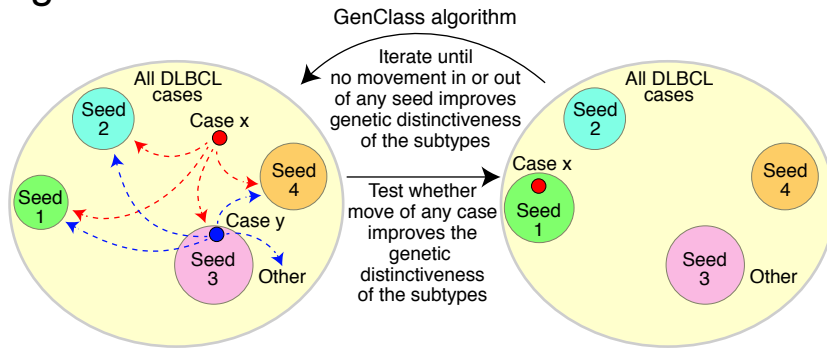 GenClass algorithm
Iterate until
no movement in or out
of any seed improves
genetic distinctiveness
of the subtypes
Test whether
move of any case
improves the
genetic
distinctiveness
of the subtypes
All DLBCL
cases
Seed
2
Case x
Seed
4
Seed
1
Case y
Seed
3
Other
All DLBCL
cases
Seed
2
Case x
Seed
1
Seed
4
Seed
3
Other